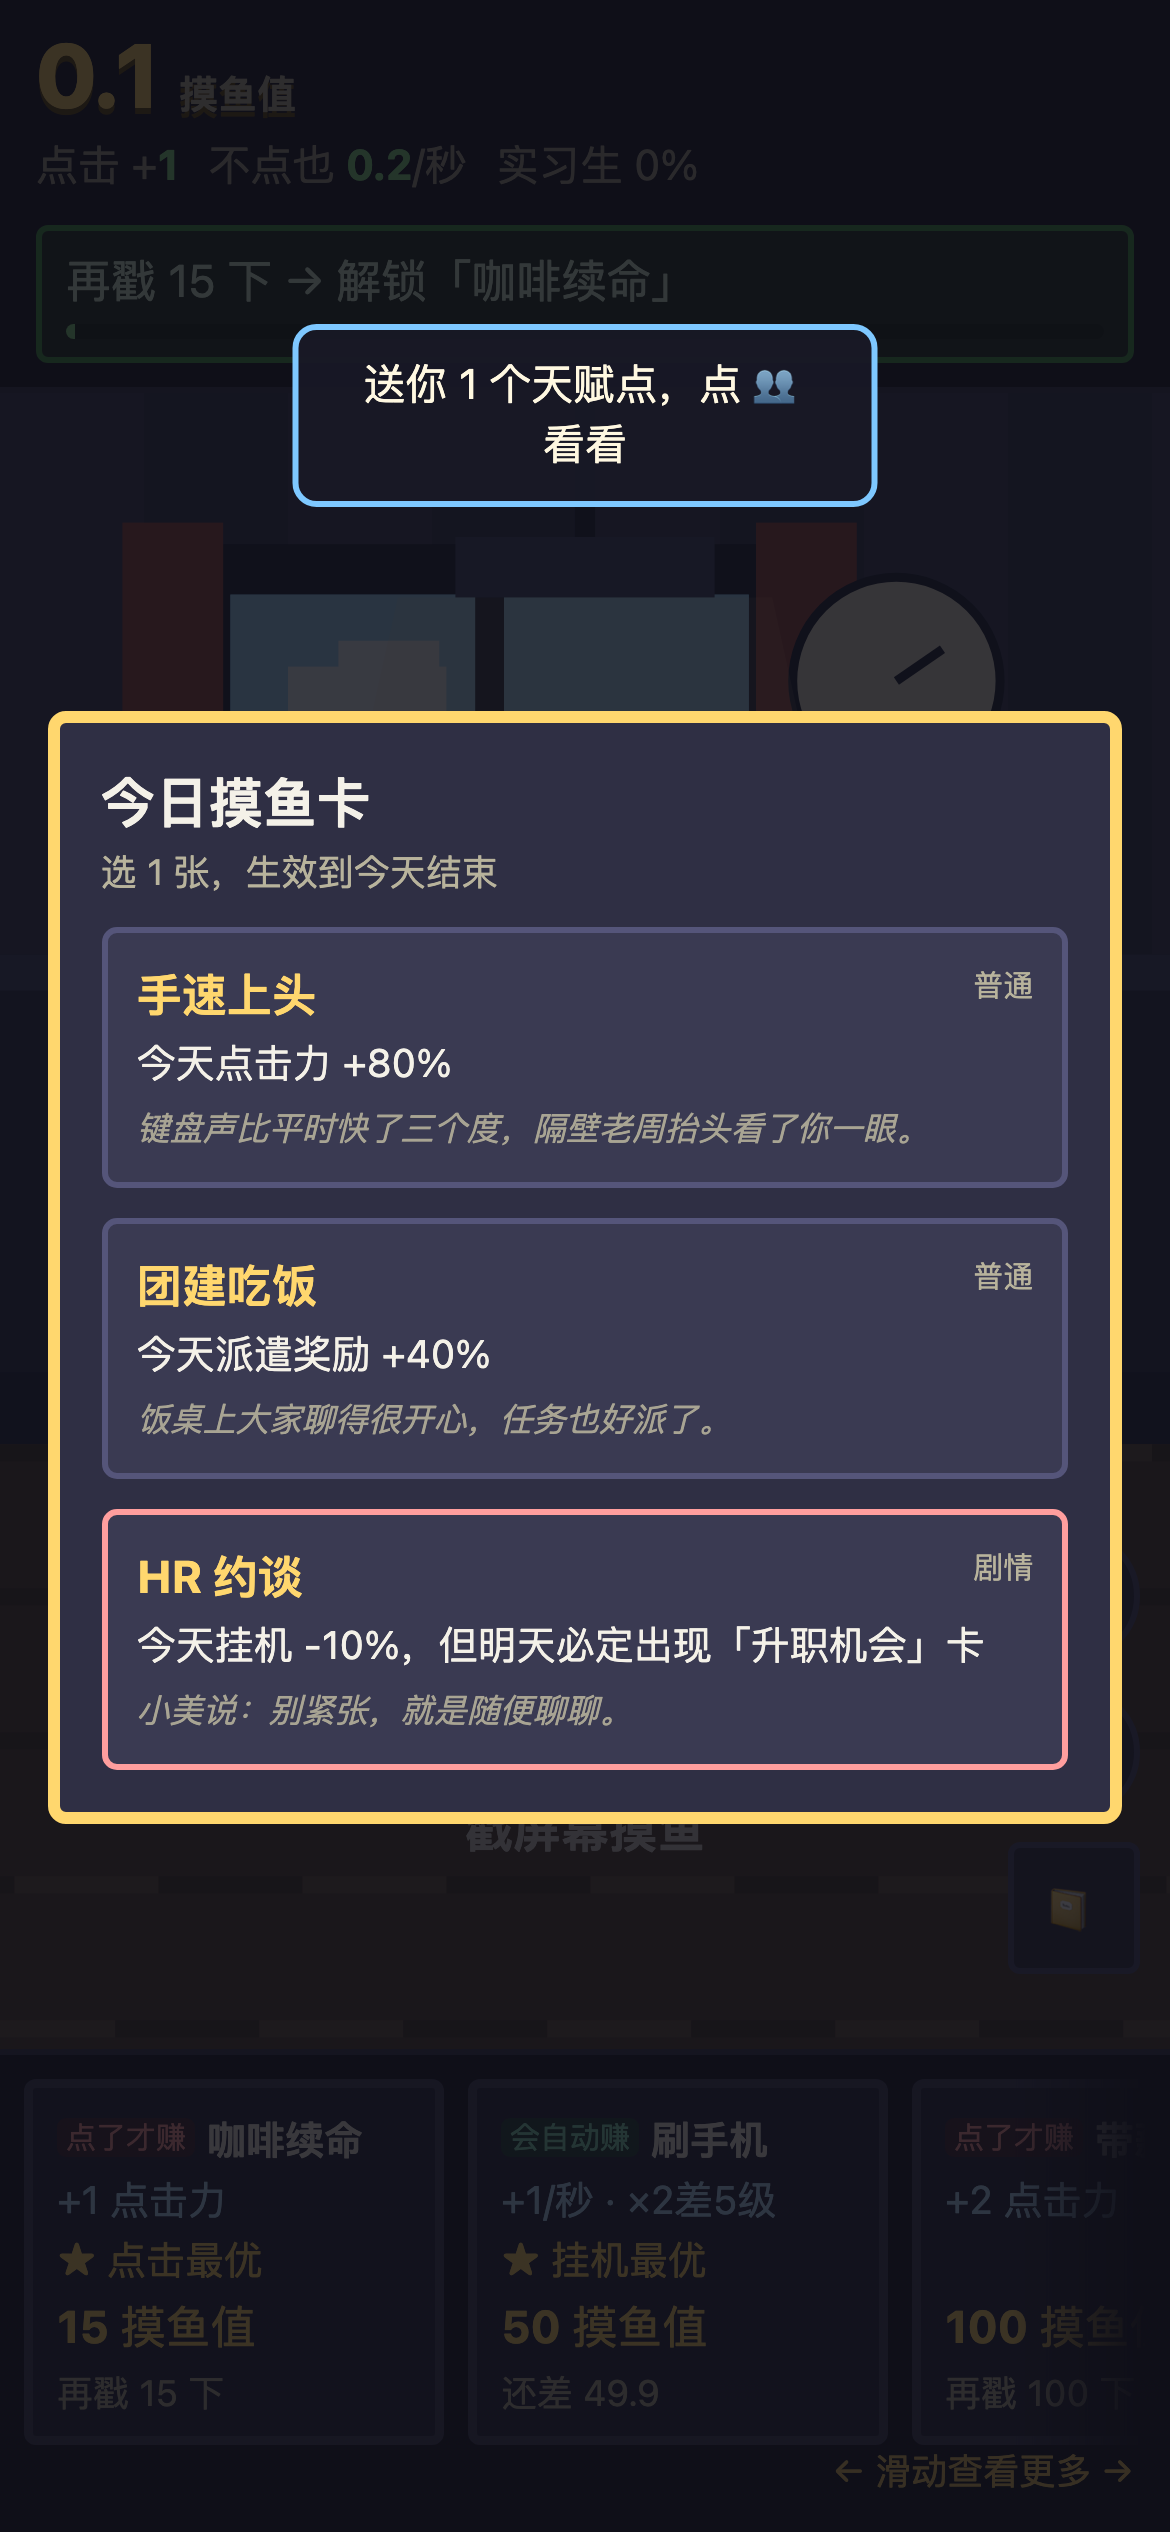 0.1 摸鱼值
点击 +1 不点也 0.2/秒 实习生 0%
再戳 15 下 → 解锁「咖啡续命」
送你 1 个天赋点，点 👥
看看
今日摸鱼卡
选 1 张，生效到今天结束
手速上头 普通
今天点击力 +80%
键盘声比平时快了三个度，隔壁老周抬头看了你一眼。
团建吃饭 普通
今天派遣奖励 +40%
饭桌上大家聊得很开心，任务也好派了。
HR 约谈 剧情
今天挂机 -10%，但明天必定出现「升职机会」卡
小美说：别紧张，就是随便聊聊。
戳屏幕摸鱼
点了才赚 咖啡续命
+1 点击力
★ 点击最优
15 摸鱼值
再戳 15 下
会自动赚 刷手机
+1/秒 · ×2差5级
★ 挂机最优
50 摸鱼值
还差 49.9
点了才赚 带
+2 点击力
100 摸鱼
再戳 100 下
← 滑动查看更多 →